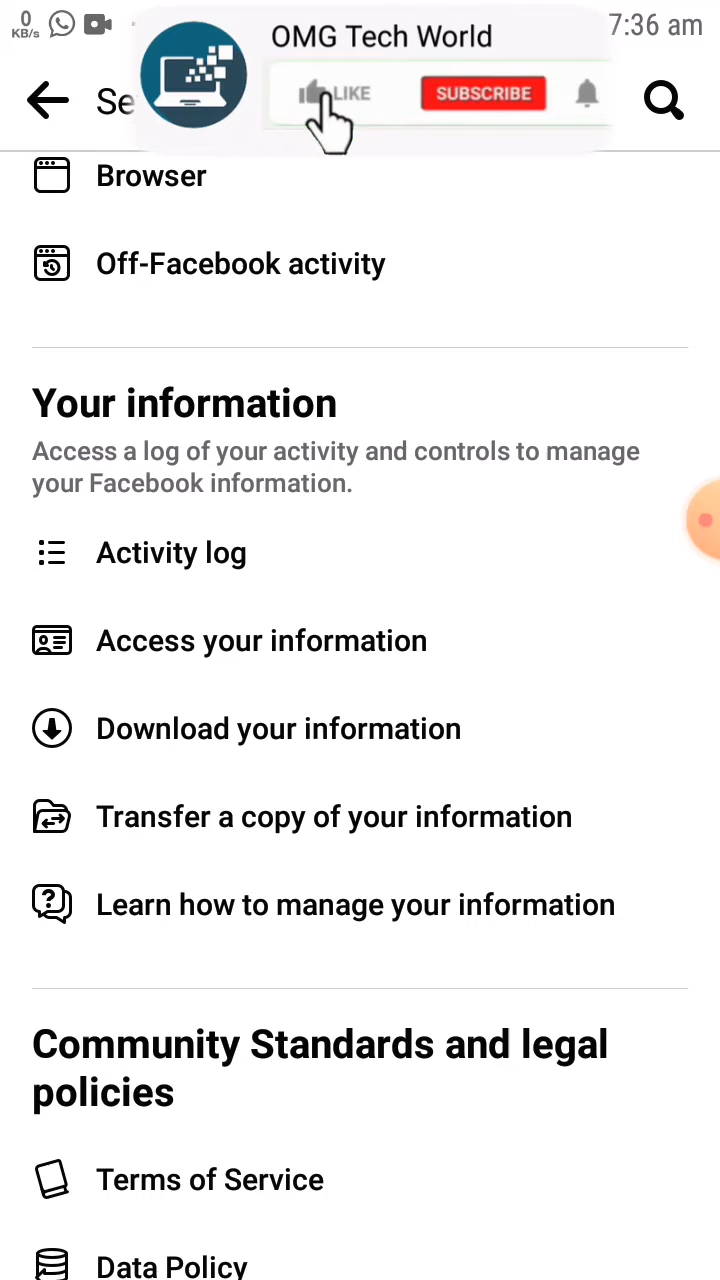 0
KB/s
7:36 am
OMG Tech World
LIKE
SUBSCRIBE
Se
Browser
Off-Facebook activity
Your information
Access a log of your activity and controls to manage
your Facebook information.
Activity log
Access your information
Download your information
Transfer a copy of your information
Learn how to manage your information
Community Standards and legal
policies
Terms of Service
Data Policy